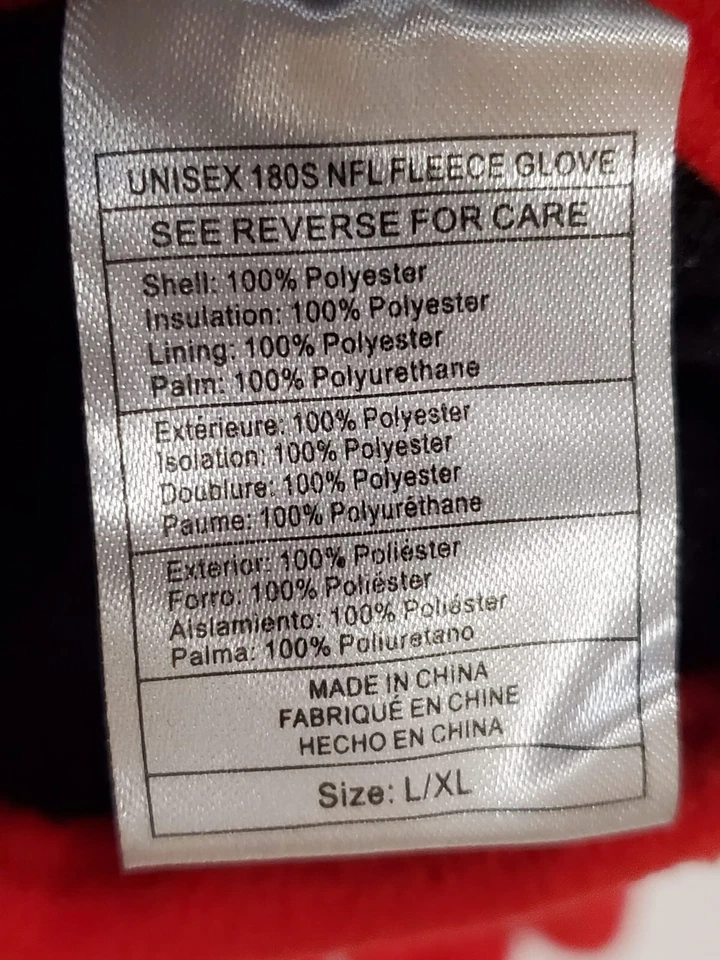 UNISEX 180S NFL FLEECE GLOVE
SEE REVERSE FOR CARE
Shell: 100% Polyester
Insulation: 100% Polyester
Lining: 100% Polyester
Palm: 100% Polyurethane
Extérieure: 100% Polyester
Isolation: 100% Polyester
Doublure: 100% Polyester
Paume: 100% Polyuréthane
Exterior: 100% Poliéster
Forro: 100% Poliéster
Aislamiento: 100% Poliéster
Palma: 100% Poliuretano
MADE IN CHINA
FABRIQUÉ EN CHINE
HECHO EN CHINA
Size: L/XL